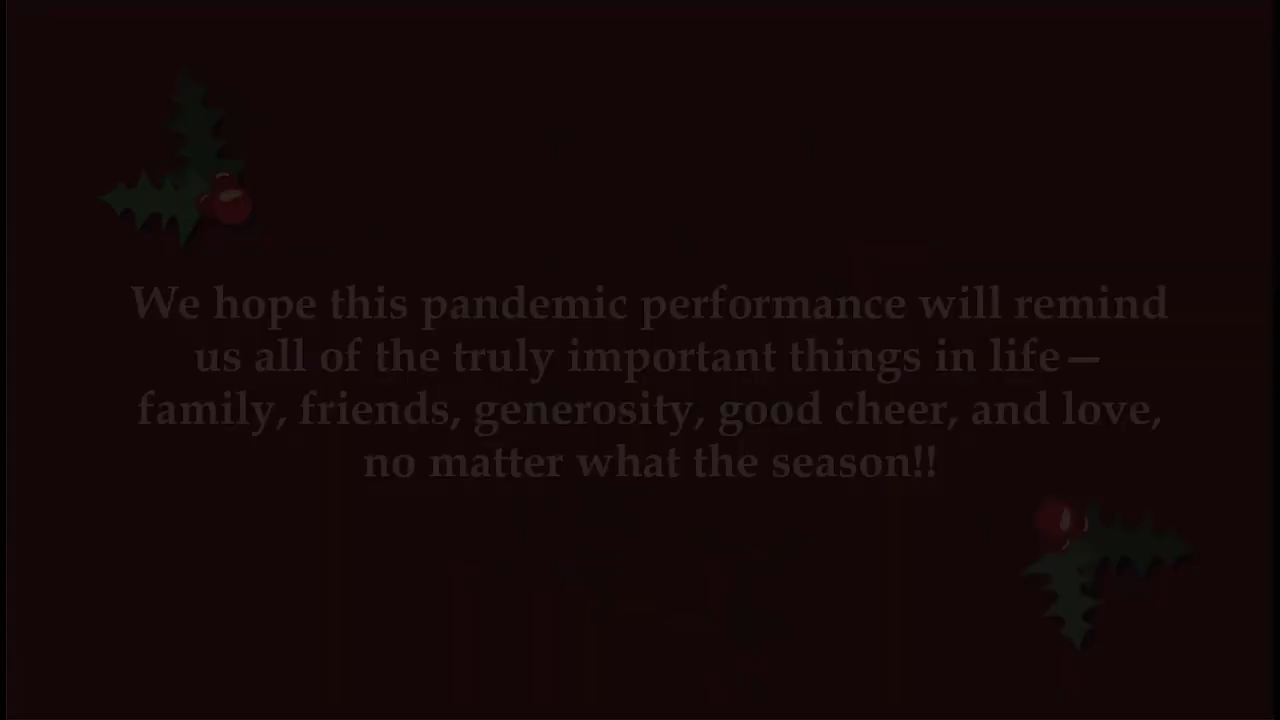 We hope this pandemic performance will remind
us all of the truly important things in life—
family, friends, generosity, good cheer, and love,
no matter what the season!!